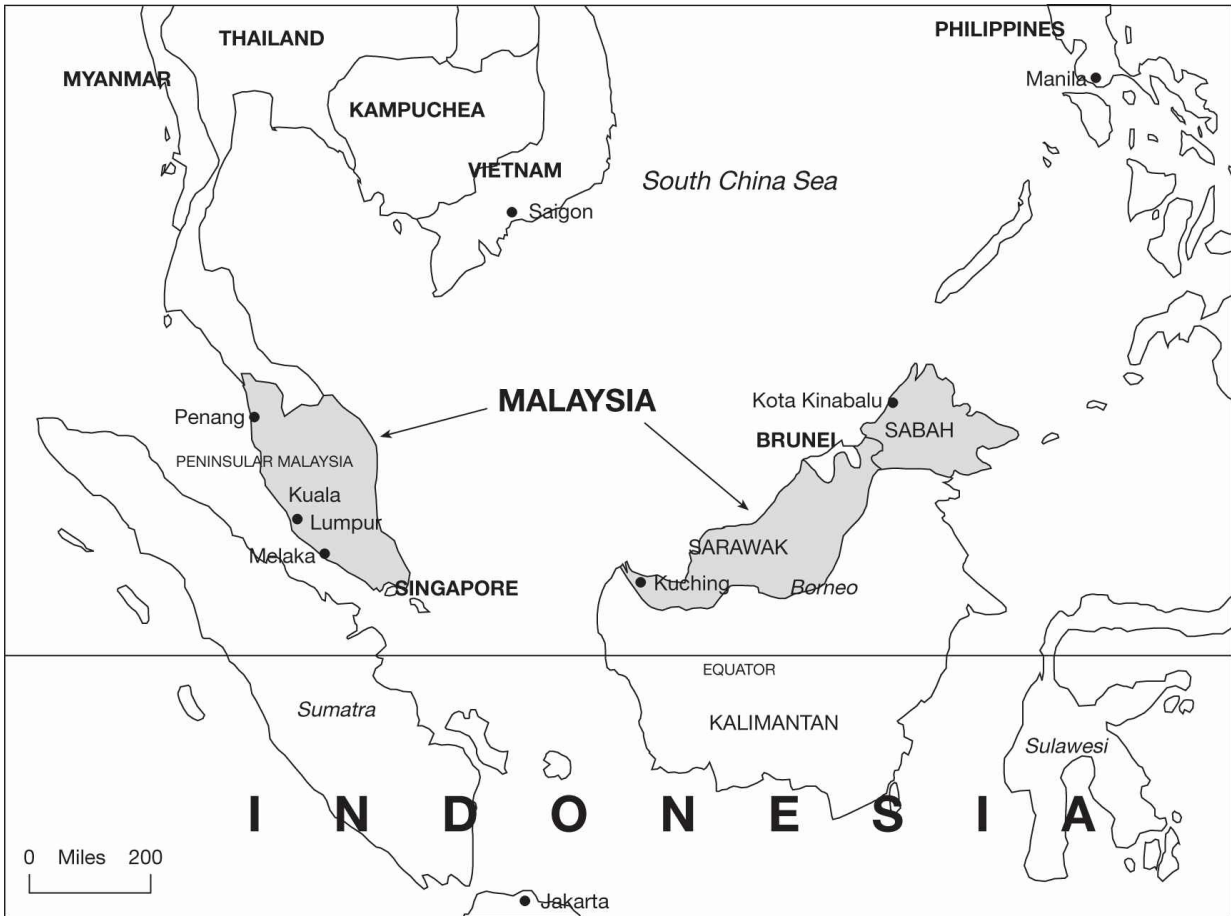 THAILAND
PHILIPPINES
MYANMAR
Manila
KAMPUCHEA
VIETNAM
South China Sea
Saigon
MALAYSIA
Kota Kinabalu
Penang
SABAH
BRUNEI
PENINSULAR MALAYSIA
Kuala
Lumpur
SARAWAK
Melaka
Kuching
SINGAPORE
Borneo
EQUATOR
Sumatra
KALIMANTAN
Sulawesi
INDONESIA
0 Miles 200
Jakarta